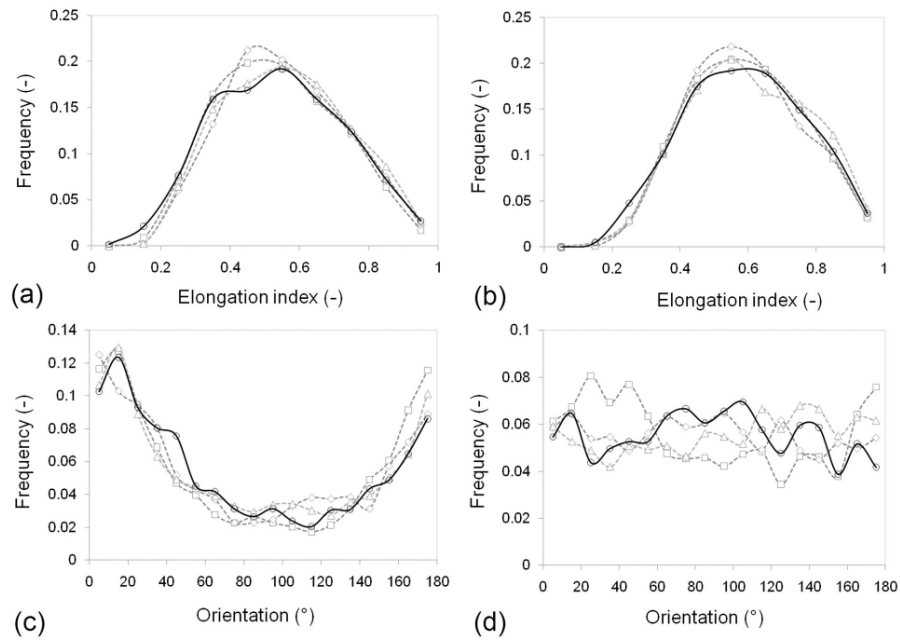 0.25
0.2
0.15
0.1
0.05
0
Frequency (-)
0 0.2 0.4 0.6 0.8 1
Elongation index (-)
(a)
0.25
0.2
0.15
0.1
0.05
0
Frequency (-)
0 0.2 0.4 0.6 0.8 1
Elongation index (-)
(b)
0.14
0.12
0.1
0.08
0.06
0.04
0.02
0
Frequency (-)
0 20 40 60 80 100 120 140 160 180
Orientation (°)
(c)
0.1
0.08
0.06
0.04
0.02
0
Frequency (-)
0 20 40 60 80 100 120 140 160 180
Orientation (°)
(d)